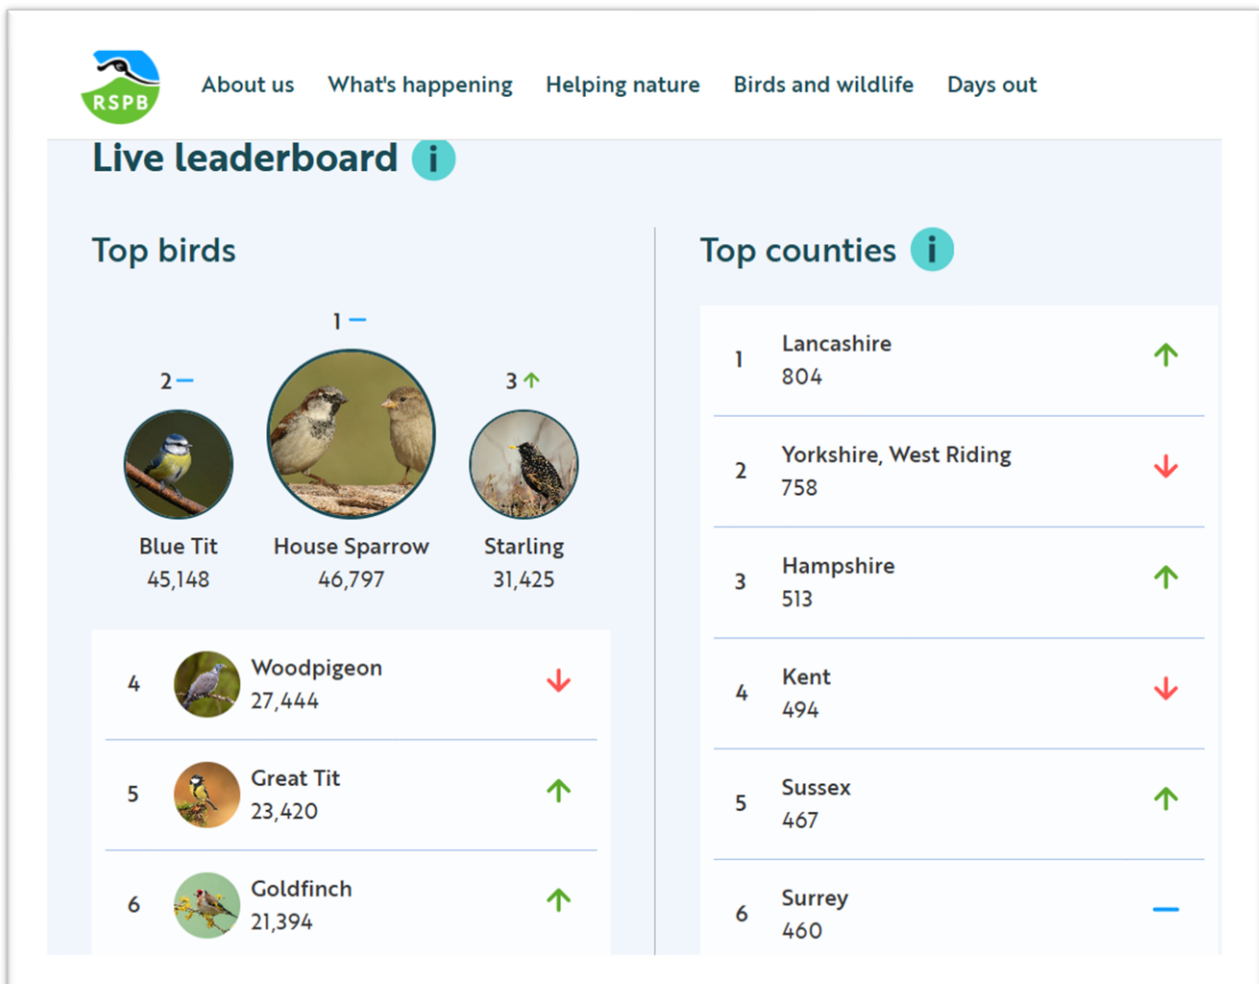 RSPB
About us What's happening Helping nature Birds and wildlife Days out
Live leaderboard i
Top birds
1
2
3
Blue Tit House Sparrow Starling
45,148 46,797 31,425
4
Woodpigeon
27,444
5
Great Tit
23,420
6
Goldfinch
21,394
Top counties i
1
Lancashire
804
2
Yorkshire, West Riding
758
3
Hampshire
513
4
Kent
494
5
Sussex
467
6
Surrey
460